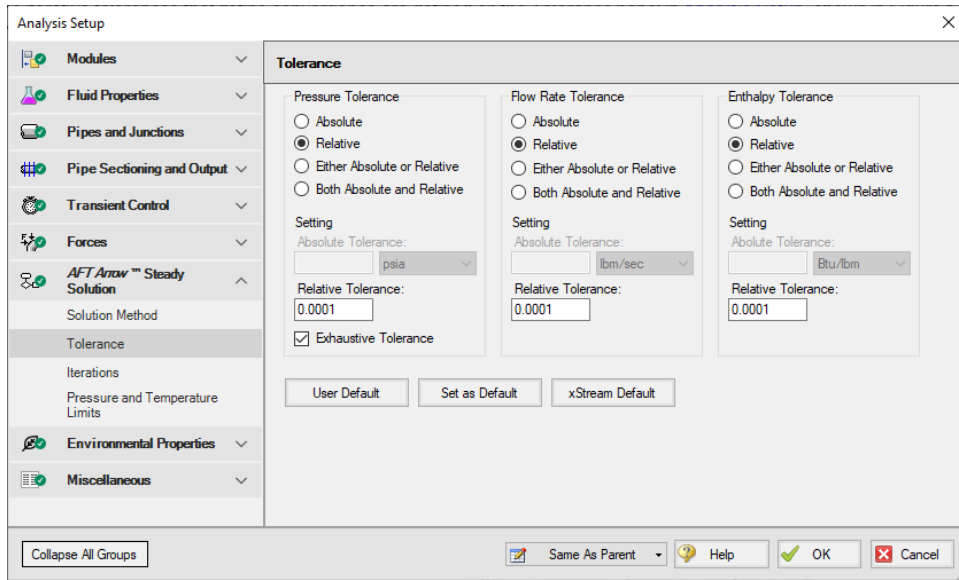 Analysis Setup
Modules
Fluid Properties
Pipes and Junctions
Pipe Sectioning and Output
Transient Control
Forces
AFT Arrow ™ Steady
Solution
Solution Method
Tolerance
Iterations
Pressure and Temperature
Limits
Environmental Properties
Miscellaneous
Collapse All Groups
Tolerance
Pressure Tolerance
Absolute
Relative
Either Absolute or Relative
Both Absolute and Relative
Setting
Absolute Tolerance:
psia
Relative Tolerance:
0.0001
Exhaustive Tolerance
Flow Rate Tolerance
Absolute
Relative
Either Absolute or Relative
Both Absolute and Relative
Setting
Absolute Tolerance:
lbm/sec
Relative Tolerance:
0.0001
Enthalpy Tolerance
Absolute
Relative
Either Absolute or Relative
Both Absolute and Relative
Setting
Abolute Tolerance:
Btu/lbm
Relative Tolerance:
0.0001
User Default
Set as Default
xStream Default
Same As Parent
Help
OK
Cancel